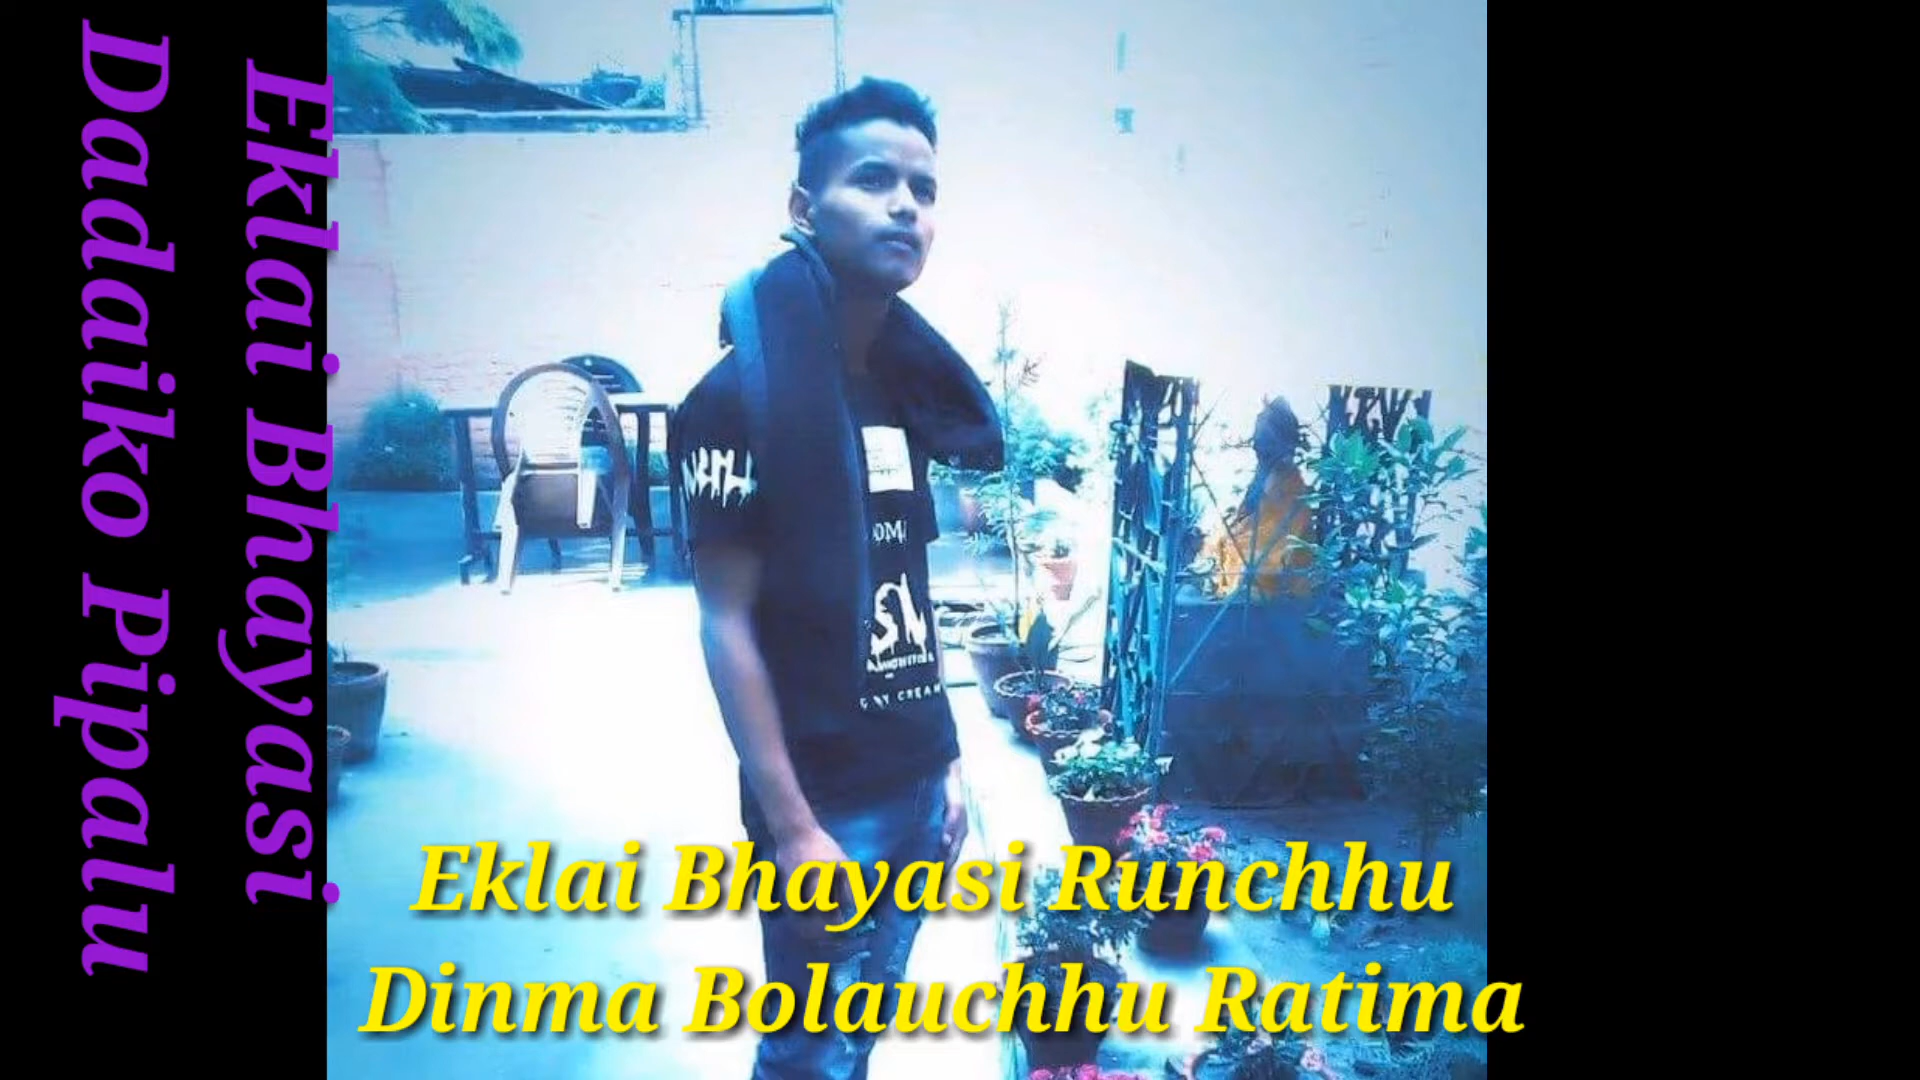 Eklai Bhayasi
Dadaiko Pipalu
Eklai Bhayasi Runchhu
Dinma Bolauchhu Ratima